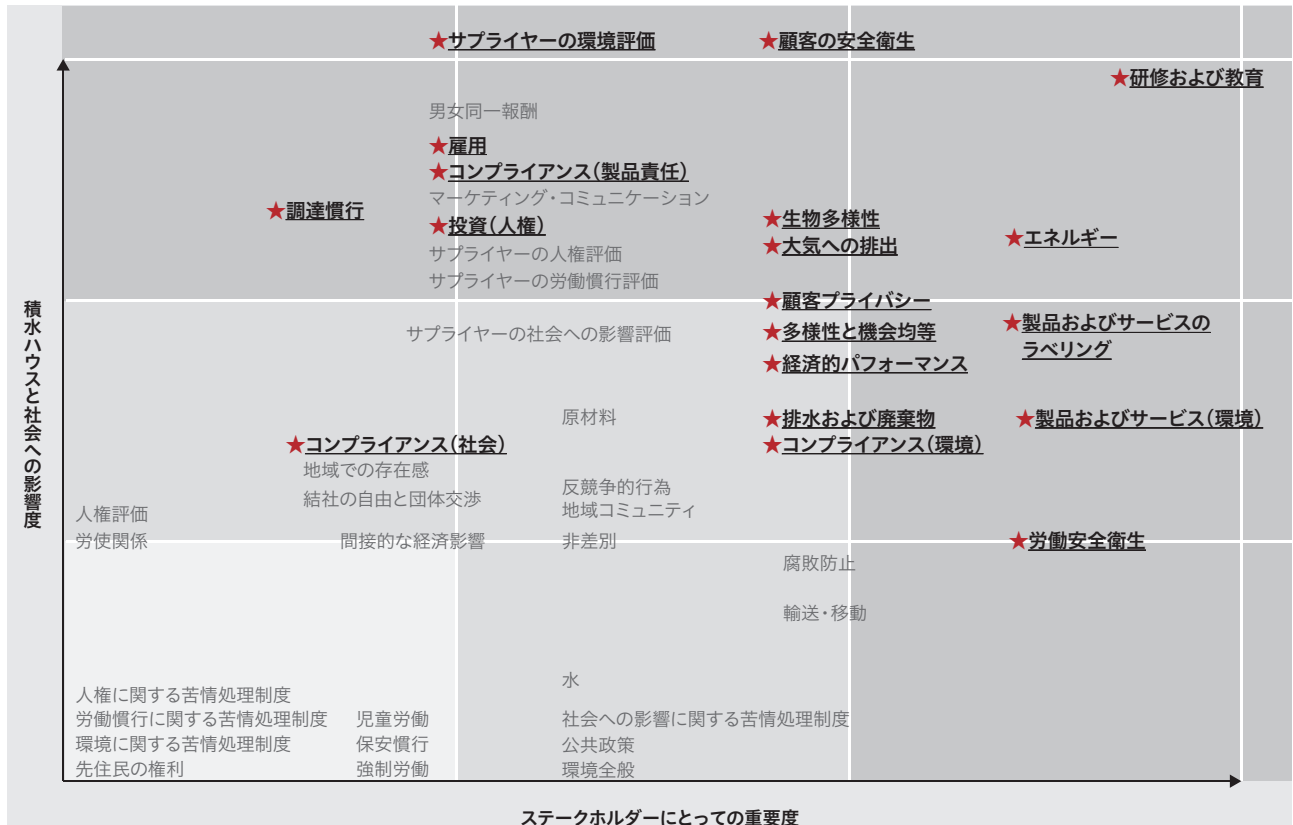 ★サプライヤーの環境評価
★顧客の安全衛生
★研修および教育
男女同一報酬
★雇用
★コンプライアンス(製品責任)
マーケティング・コミュニケーション
★調達慣行
★投資(人権)
★生物多様性
★エネルギー
★大気への排出
サプライヤーの人権評価
サプライヤーの労働慣行評価
★顧客プライバシー
★製品およびサービスの
ラベリング
サプライヤーの社会への影響評価
★多様性と機会均等
★経済的パフォーマンス
原材料
★排水および廃棄物
★製品およびサービス(環境)
★コンプライアンス(社会)
★コンプライアンス(環境)
地域での存在感
反競争的行為
結社の自由と団体交渉
地域コミュニティ
人権評価
労使関係
間接的な経済影響
非差別
★労働安全衛生
腐敗防止
輸送・移動
水
人権に関する苦情処理制度
労働慣行に関する苦情処理制度
児童労働
社会への影響に関する苦情処理制度
環境に関する苦情処理制度
保安慣行
公共政策
先住民の権利
強制労働
環境全般
積水ハウスと社会への影響度
ステークホルダーにとっての重要度